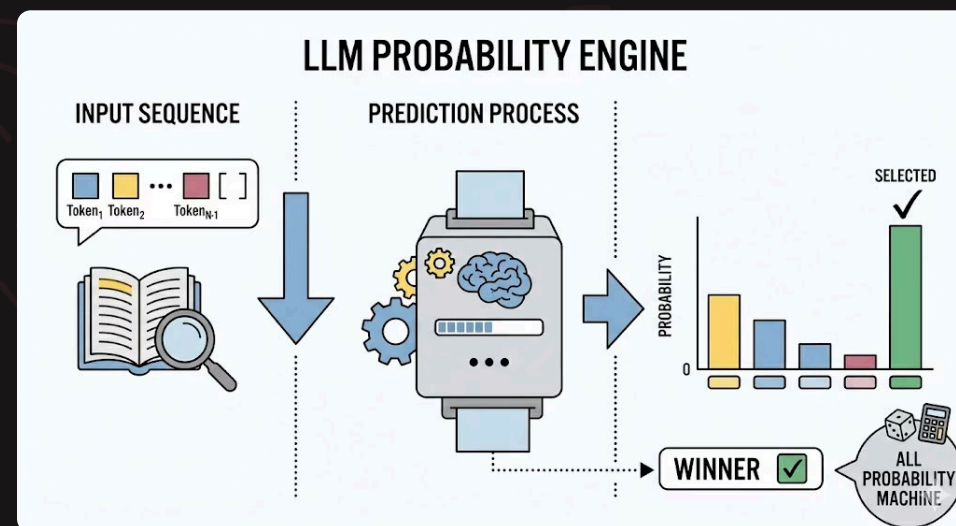 LLM PROBABILITY ENGINE
INPUT SEQUENCE
Token1 Token2 ••• TokenN-1 [ ]
PREDICTION PROCESS
•••
SELECTED
PROBABILITY
0
WINNER
ALL
PROBABILITY
MACHINE